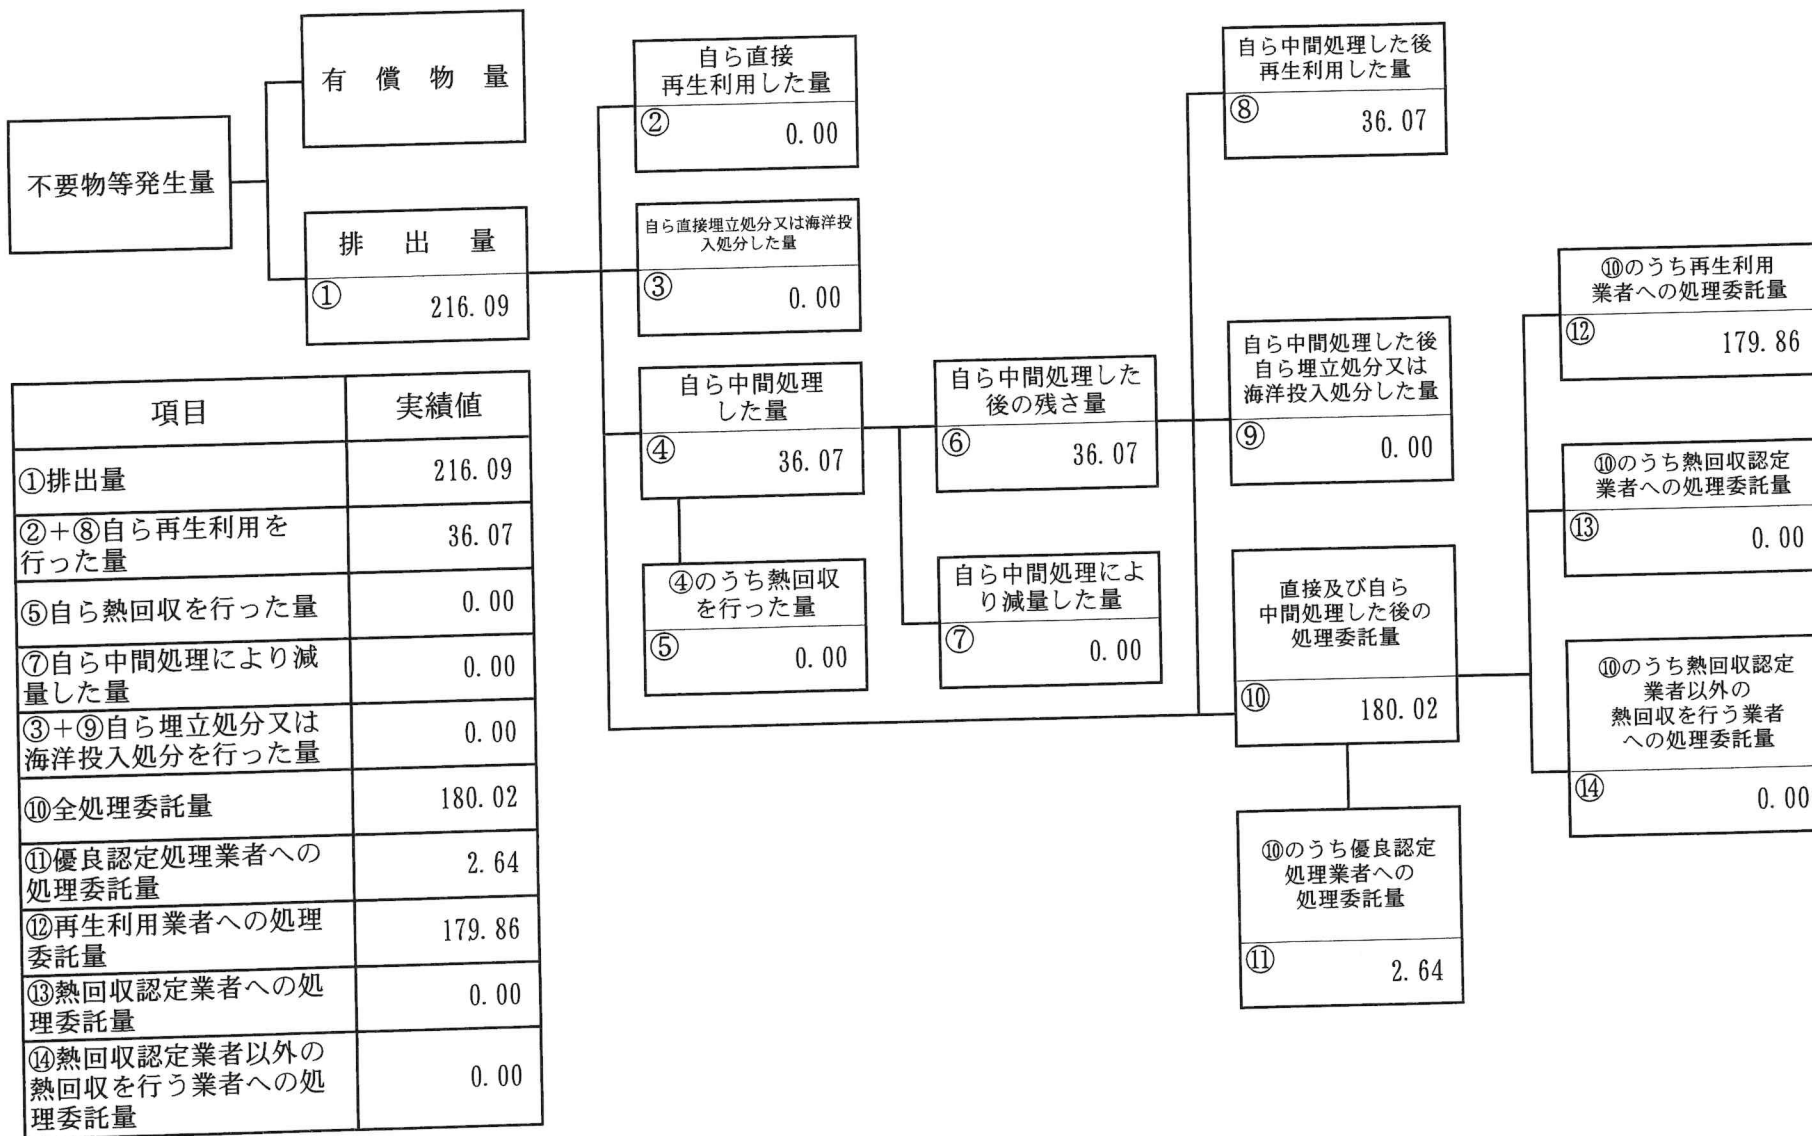 不要物等発生量
有 償 物 量
排 出 量
①
216.09
自ら直接
再生利用した量
②
0.00
自ら直接埋立処分又は海洋投
入処分した量
③
0.00
自ら中間処理
した量
④
36.07
④のうち熱回収
を行った量
⑤
0.00
自ら中間処理した
後の残さ量
⑥
36.07
自ら中間処理によ
り減量した量
⑦
0.00
自ら中間処理した後
再生利用した量
⑧
36.07
自ら中間処理した後
自ら埋立処分又は
海洋投入処分した量
⑨
0.00
直接及び自ら
中間処理した後の
処理委託量
⑩
180.02
⑩のうち優良認定
処理業者への
処理委託量
⑪
2.64
⑩のうち再生利用
業者への処理委託量
⑫
179.86
⑩のうち熱回収認定
業者への処理委託量
⑬
0.00
⑩のうち熱回収認定
業者以外の
熱回収を行う業者
への処理委託量
⑭
0.00
項目 実績値
①排出量 216.09
②+⑧自ら再生利用を
行った量 36.07
⑤自ら熱回収を行った量 0.00
⑦自ら中間処理により減
量した量 0.00
③+⑨自ら埋立処分又は
海洋投入処分を行った量 0.00
⑩全処理委託量 180.02
⑪優良認定処理業者への
処理委託量 2.64
⑫再生利用業者への処理
委託量 179.86
⑬熱回収認定業者への処
理委託量 0.00
⑭熱回収認定業者以外の
熱回収を行う業者への処
理委託量 0.00